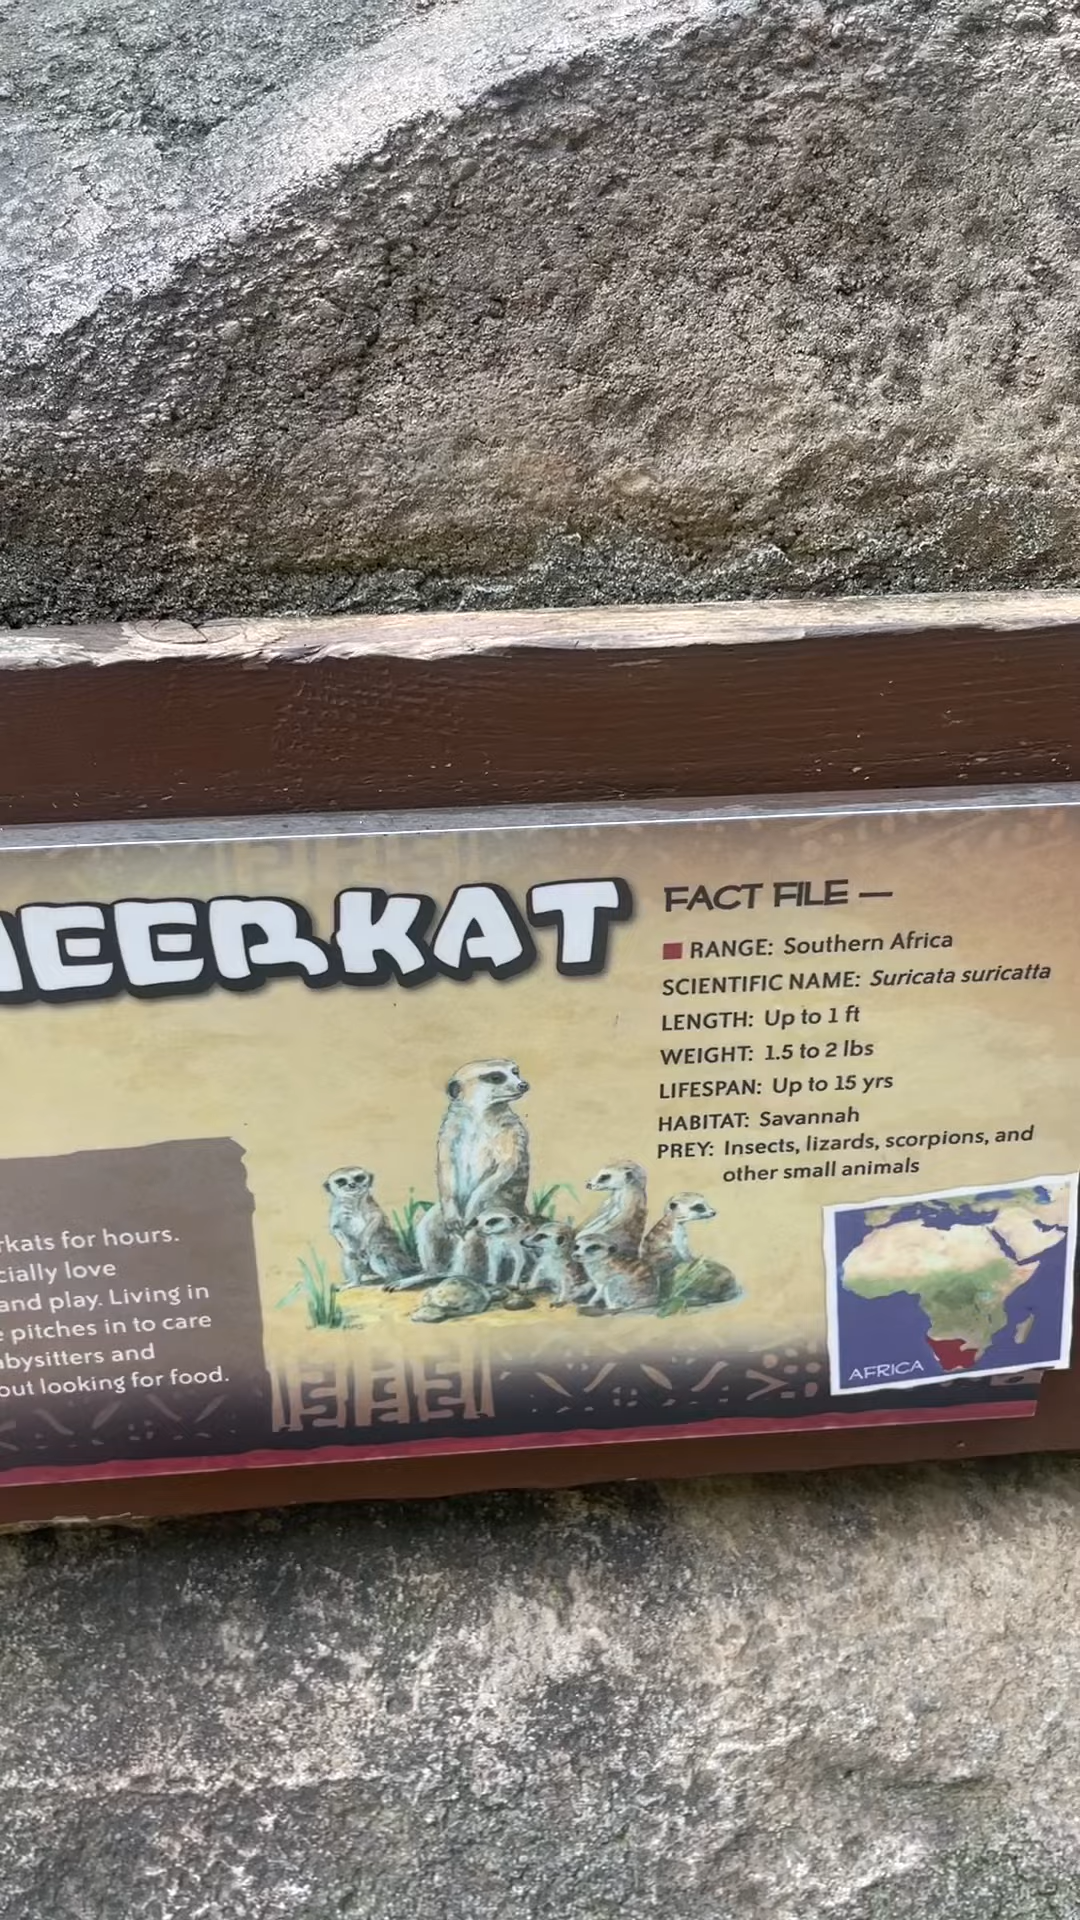 MEERKAT
rkats for hours.
cially love
and play. Living in
e pitches in to care
abysitters and
out looking for food.
FACT FILE —
RANGE: Southern Africa
SCIENTIFIC NAME: Suricata suricatta
LENGTH: Up to 1 ft
WEIGHT: 1.5 to 2 lbs
LIFESPAN: Up to 15 yrs
HABITAT: Savannah
PREY: Insects, lizards, scorpions, and
other small animals
AFRICA